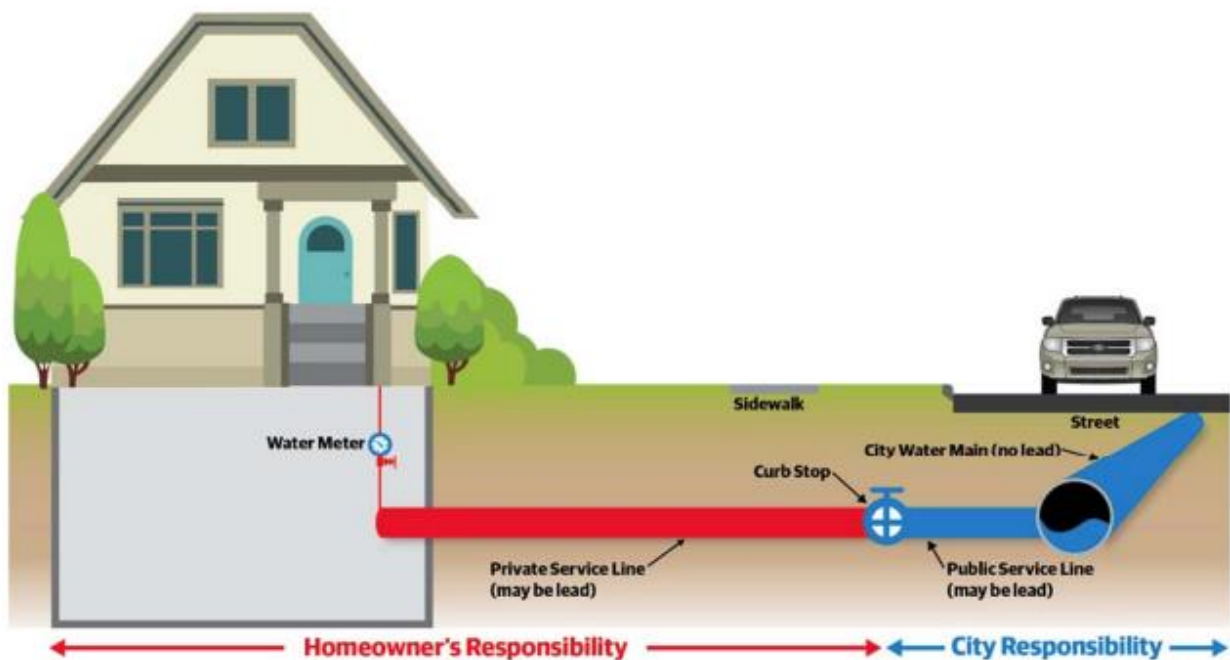 Sidewalk
Street
Water Meter
City Water Main (no lead)
Curb Stop
Private Service Line
(may be lead)
Public Service Line
(may be lead)
Homeowner's Responsibility
City Responsibility